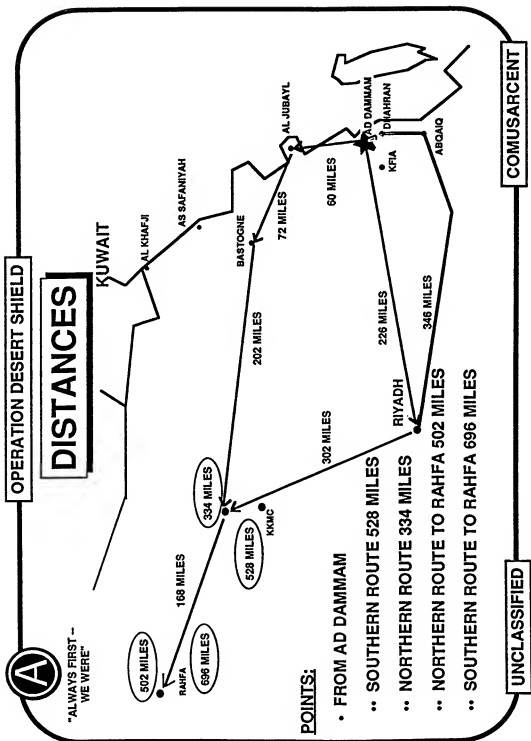 OPERATION DESERT SHIELD
DISTANCES
A
"ALWAYS FIRST –
WE WERE"
KUWAIT
AL KHAFJI
AS SAFANIYAH
AL JUBAYL
BASTOGNE
72 MILES
60 MILES
AD DAMMAM
DHAHRAN
KFIA
ABQAIQ
202 MILES
226 MILES
346 MILES
RIYADH
302 MILES
334 MILES
528 MILES
KKMC
168 MILES
502 MILES
RAHFA
696 MILES
POINTS:
• FROM AD DAMMAM
•• SOUTHERN ROUTE 528 MILES
•• NORTHERN ROUTE 334 MILES
•• NORTHERN ROUTE TO RAHFA 502 MILES
•• SOUTHERN ROUTE TO RAHFA 696 MILES
UNCLASSIFIED
COMUSARCENT